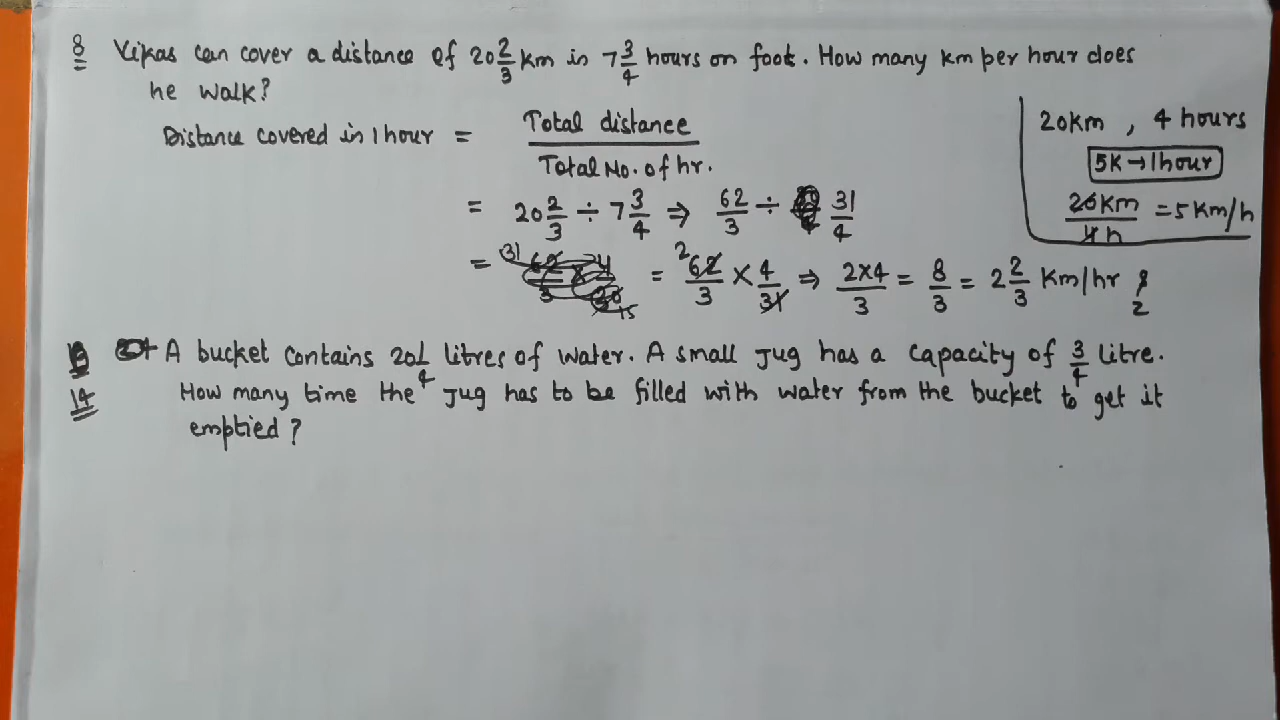 8 Vikas can cover a distance of 20 2/3 km in 7 3/4 hours on foot. How many km per hour does
he walk?
Distance covered in 1 hour = Total distance / Total No. of hr.
= 20 2/3 ÷ 7 3/4 ⇒ 62/3 ÷ 31/4
= = 62/3 × 4/31 ⇒ 2×4/3 = 8/3 = 2 2/3 Km/hr
20km , 4 hours
5K → 1 hour
20Km / 4h = 5 Km/h
14 A bucket contains 20 1/4 litres of water. A small Jug has a capacity of 3/4 litre.
How many time the Jug has to be filled with water from the bucket to get it
emptied?